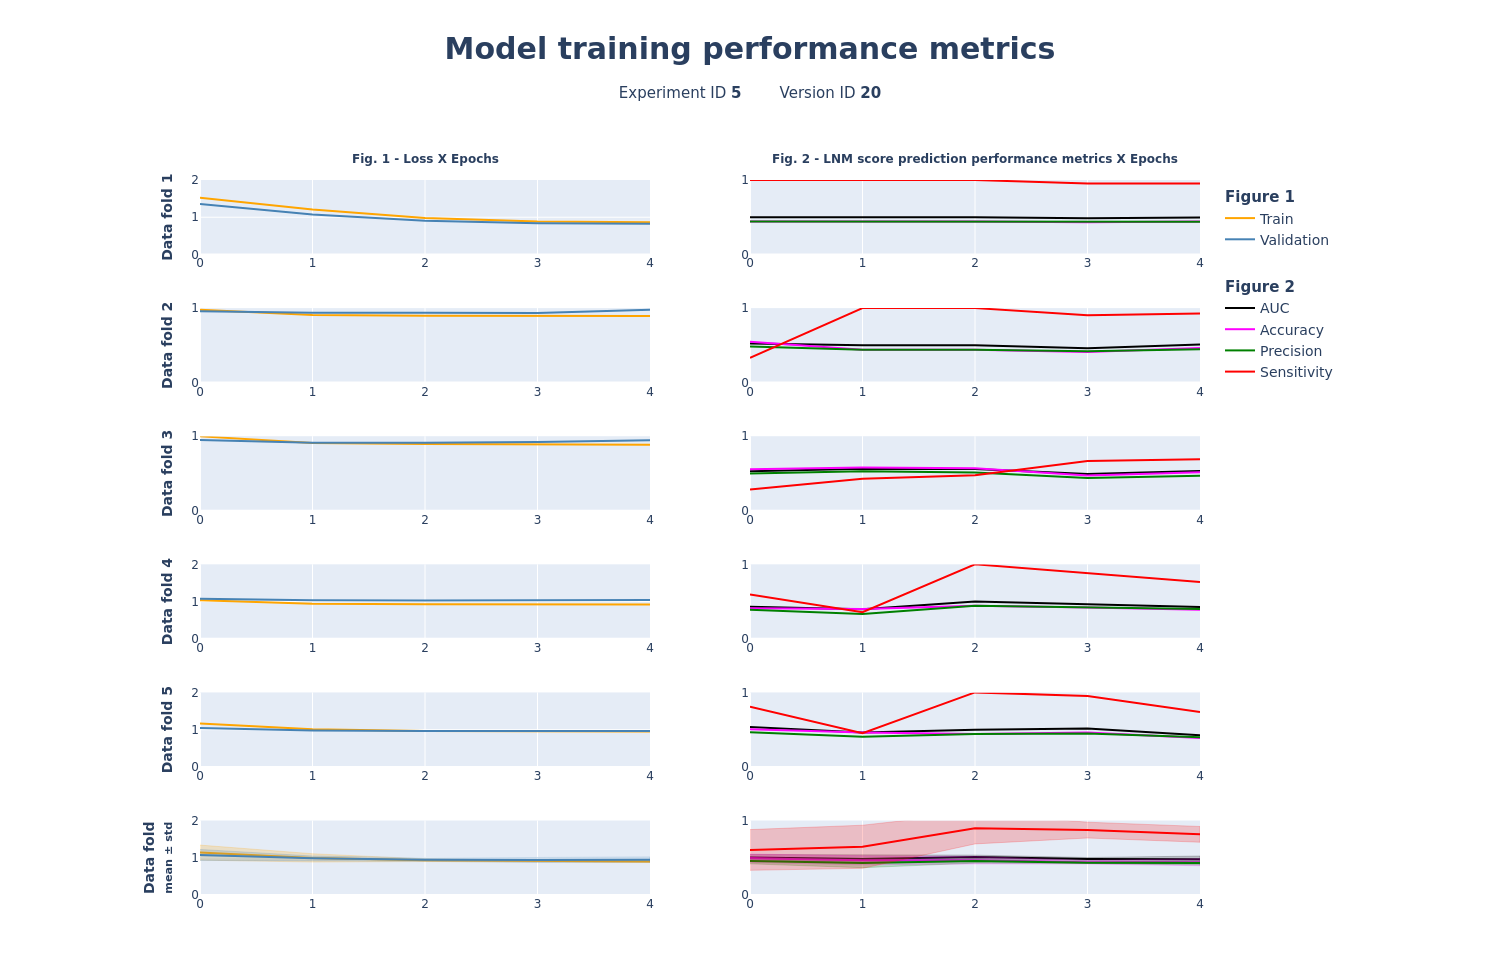 Model training performance metrics
Experiment ID 5 Version ID 20
Fig. 1 - Loss X Epochs
Fig. 2 - LNM score prediction performance metrics X Epochs
Data fold 1
2
1
0
0 1 2 3 4
1
0
0 1 2 3 4
Figure 1
Train
Validation
Figure 2
AUC
Accuracy
Precision
Sensitivity
Data fold 2
1
0
0 1 2 3 4
1
0
0 1 2 3 4
Data fold 3
1
0
0 1 2 3 4
1
0
0 1 2 3 4
Data fold 4
2
1
0
0 1 2 3 4
1
0
0 1 2 3 4
Data fold 5
2
1
0
0 1 2 3 4
1
0
0 1 2 3 4
Data fold
mean ± std
2
1
0
0 1 2 3 4
1
0
0 1 2 3 4